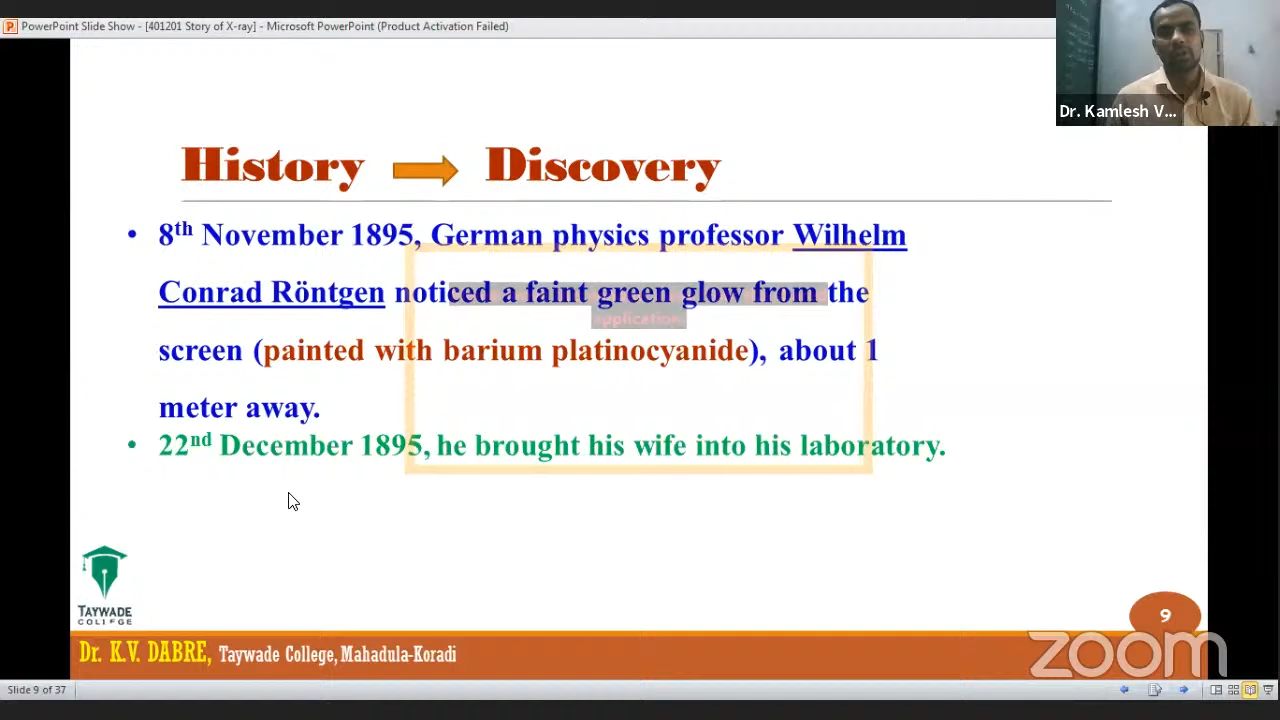 PowerPoint Slide Show - [401201 Story of X-ray] - Microsoft PowerPoint (Product Activation Failed)
Dr. Kamlesh V...
History Discovery
• 8th November 1895, German physics professor Wilhelm
Conrad Röntgen noticed a faint green glow from the
application
screen (painted with barium platinocyanide), about 1
meter away.
• 22nd December 1895, he brought his wife into his laboratory.
TAYWADE
COLLEGE
9
Dr. K.V. DABRE, Taywade College, Mahadula-Koradi
zoom
Slide 9 of 37